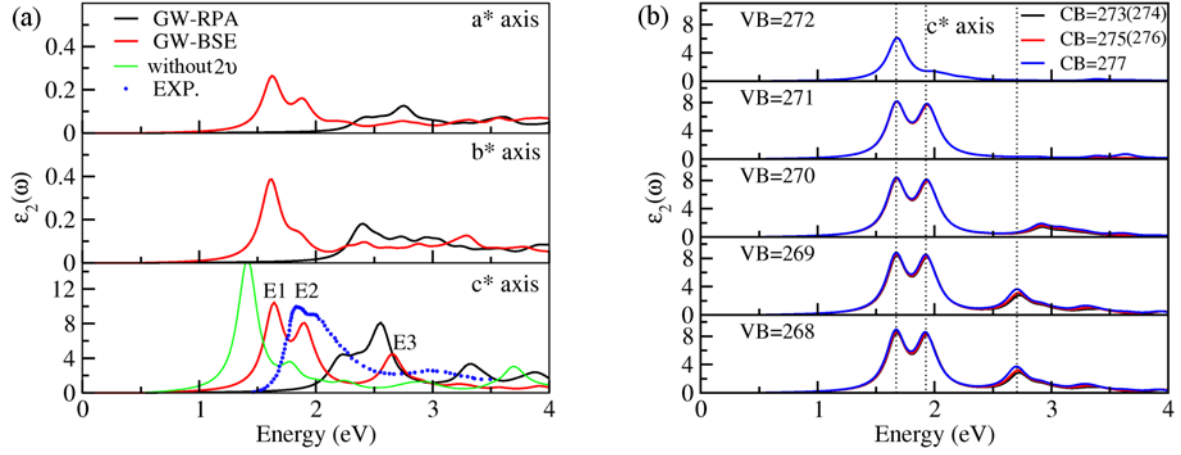 (a)
GW-RPA
GW-BSE
without2υ
EXP.
a* axis
0.4
0.2
0
b* axis
0.4
0.2
0
ε₂(ω)
c* axis
12
8
4
0
E1 E2
E3
0 1 2 3 4
Energy (eV)
(b)
VB=272
c* axis
CB=273(274)
CB=275(276)
CB=277
8
4
0
VB=271
8
4
0
VB=270
8
4
0
ε₂(ω)
VB=269
8
4
0
VB=268
8
4
0
0 1 2 3 4
Energy (eV)